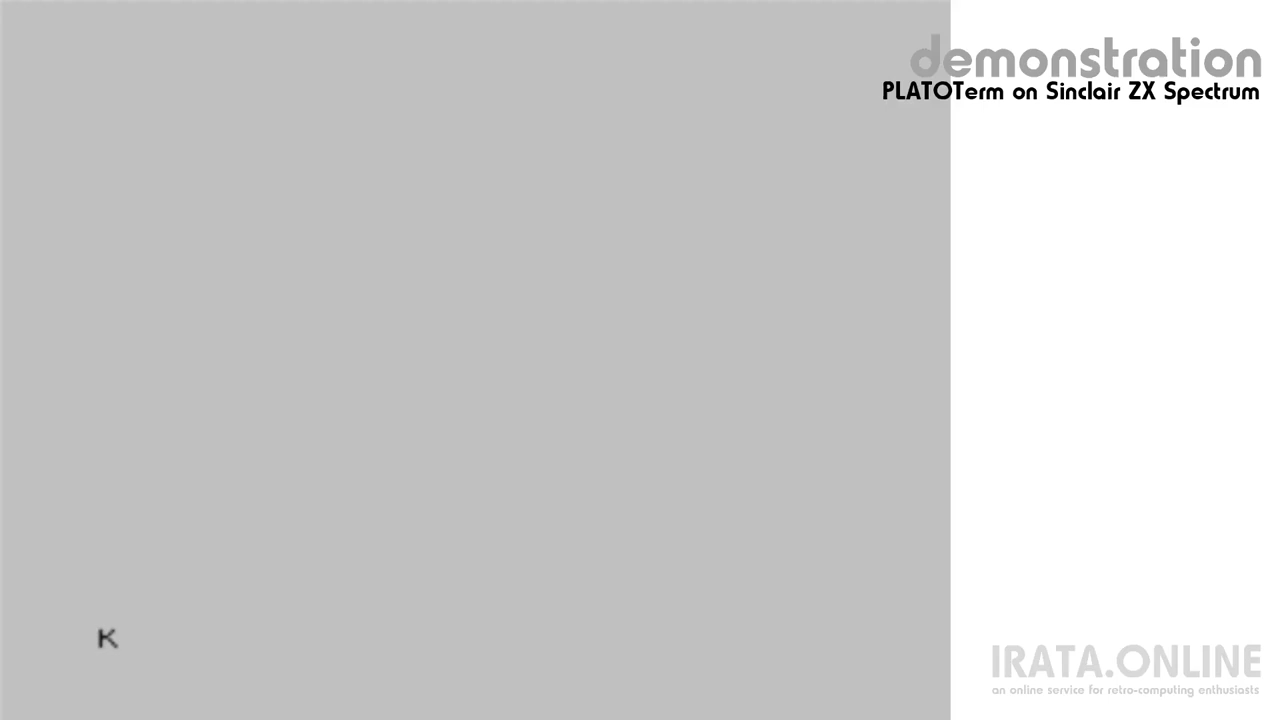 demonstration
PLATOTerm on Sinclair ZX Spectrum
K
IRATA.ONLINE
an online service for retro-computing enthusiasts